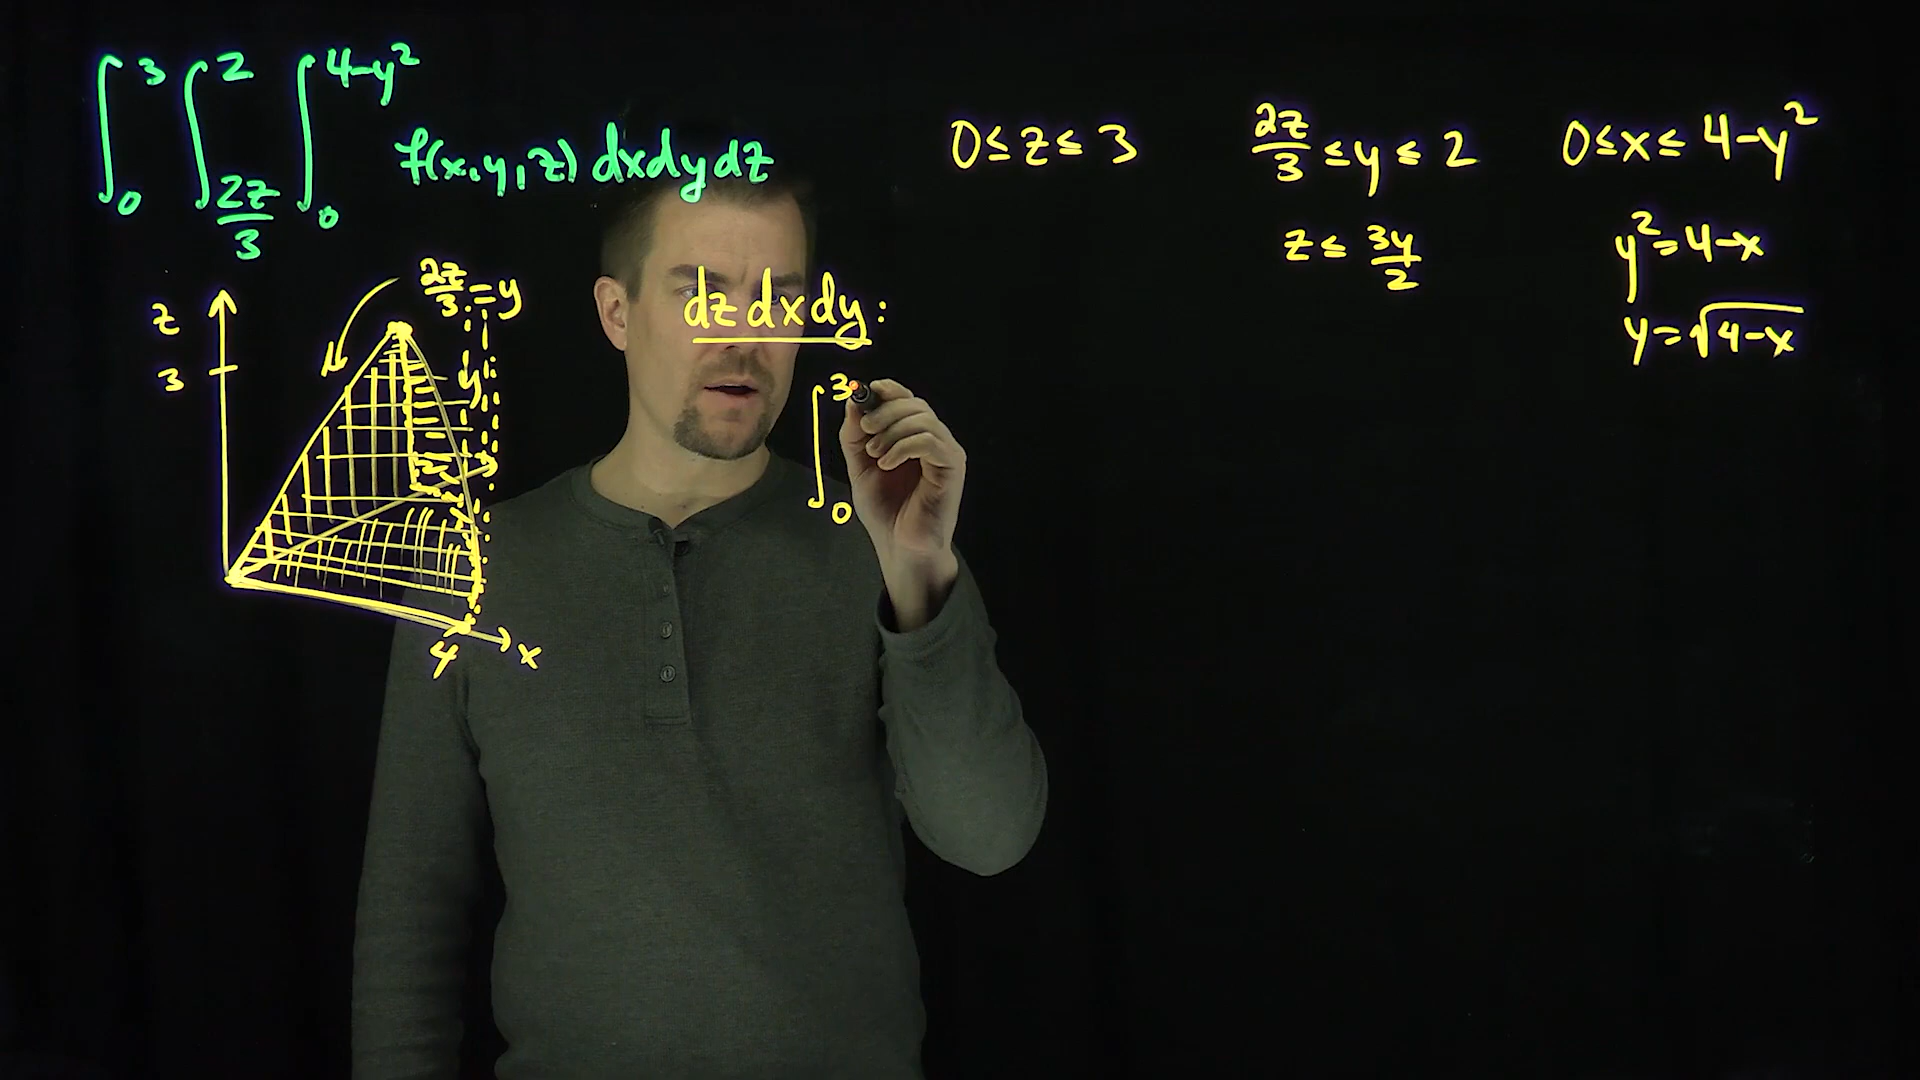 ∫₀³ ∫_{2z/3}^{2} ∫₀^{4-y²} f(x,y,z) dxdydz
0 ≤ z ≤ 3
2z/3 ≤ y ≤ 2
z ≤ 3y/2
0 ≤ x ≤ 4-y²
y² = 4-x
y = √(4-x)
2z/3 = y
z
3
y
2
4
x
dz dx dy:
∫₀³